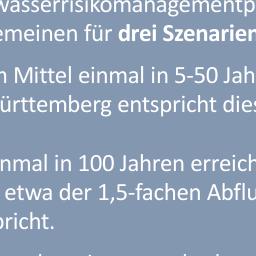 wasserrisikomanagementp
emeinen für drei Szenarien
Mittel einmal in 5-50 Jah
ürttemberg entspricht dies
nmal in 100 Jahren erreich
etwa der 1,5-fachen Abflu
pricht.